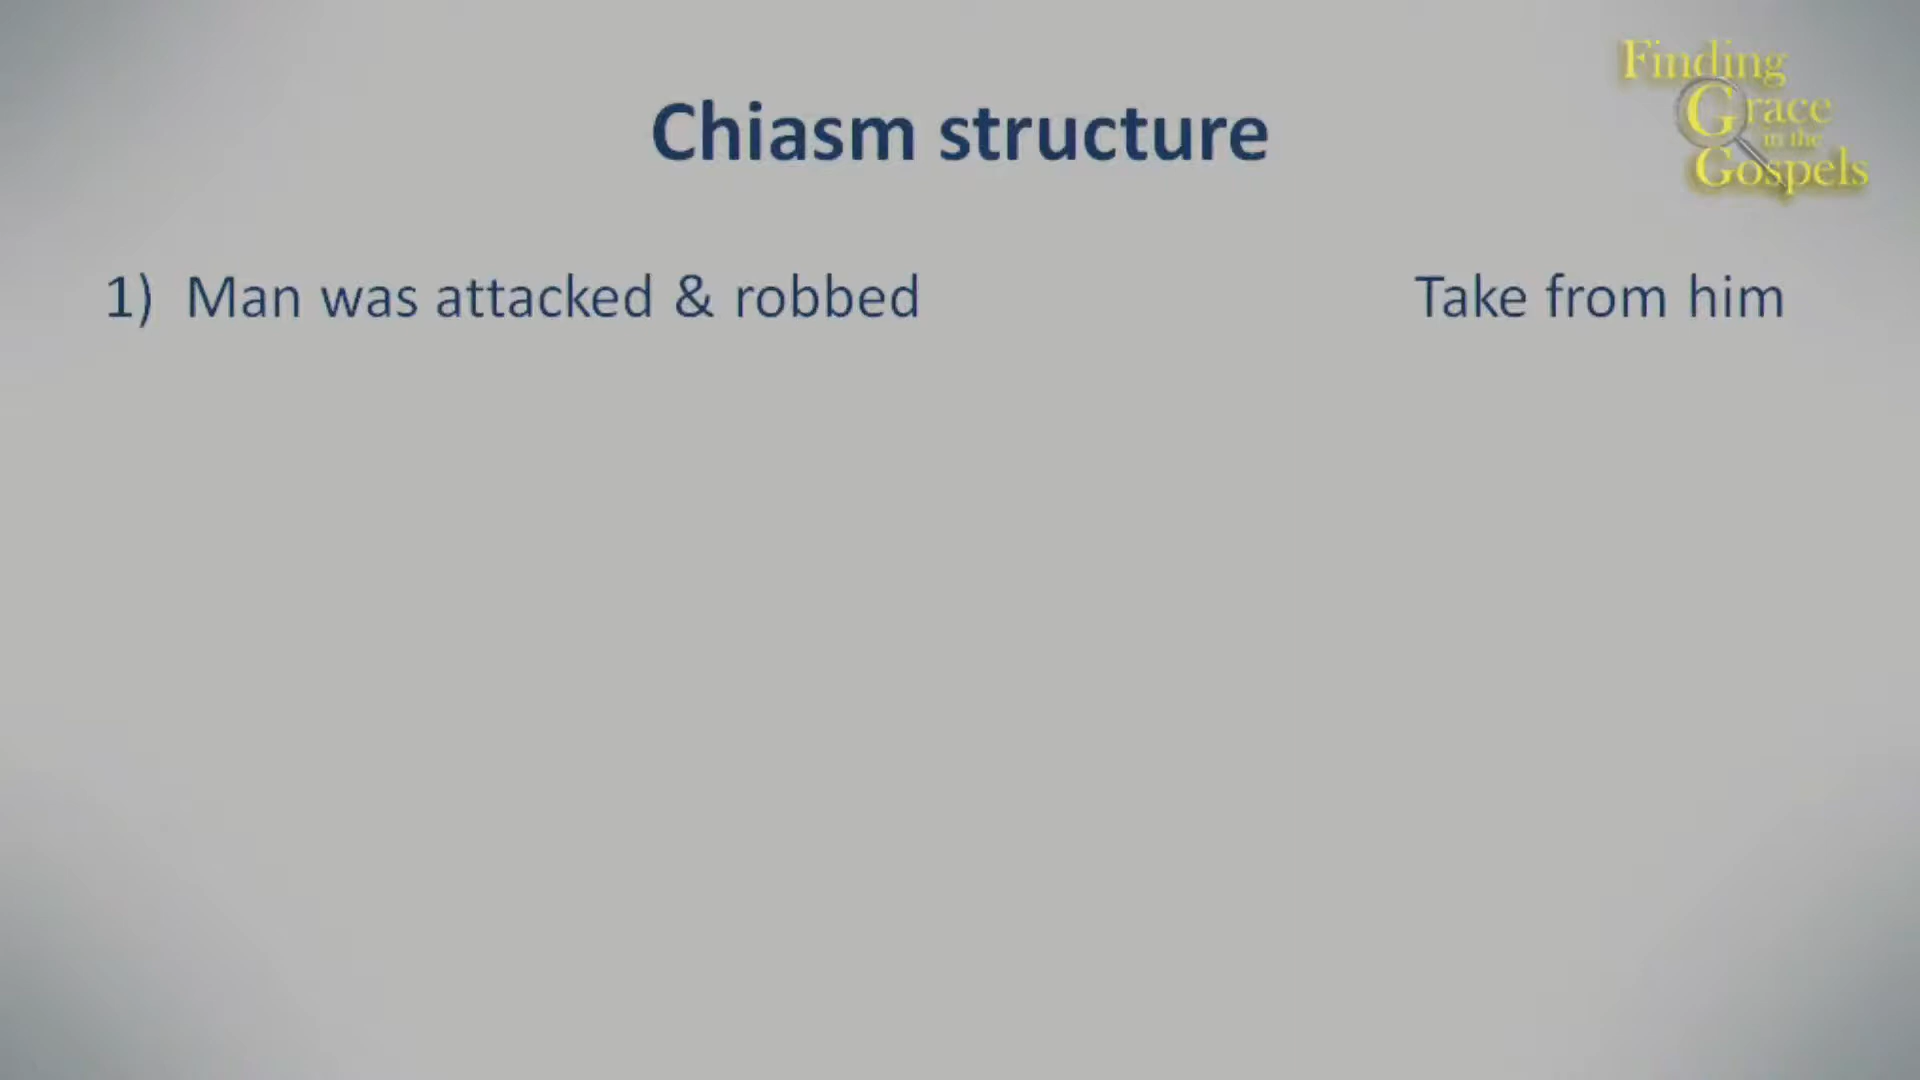 Finding
Grace
in the
Gospels
Chiasm structure
1) Man was attacked & robbed Take from him